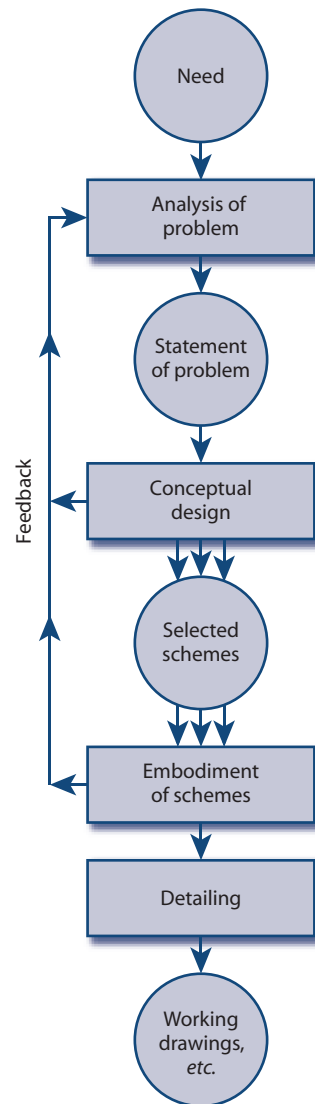 Need
Analysis of
problem
Statement
of problem
Feedback
Conceptual
design
Selected
schemes
Embodiment
of schemes
Detailing
Working
drawings,
etc.